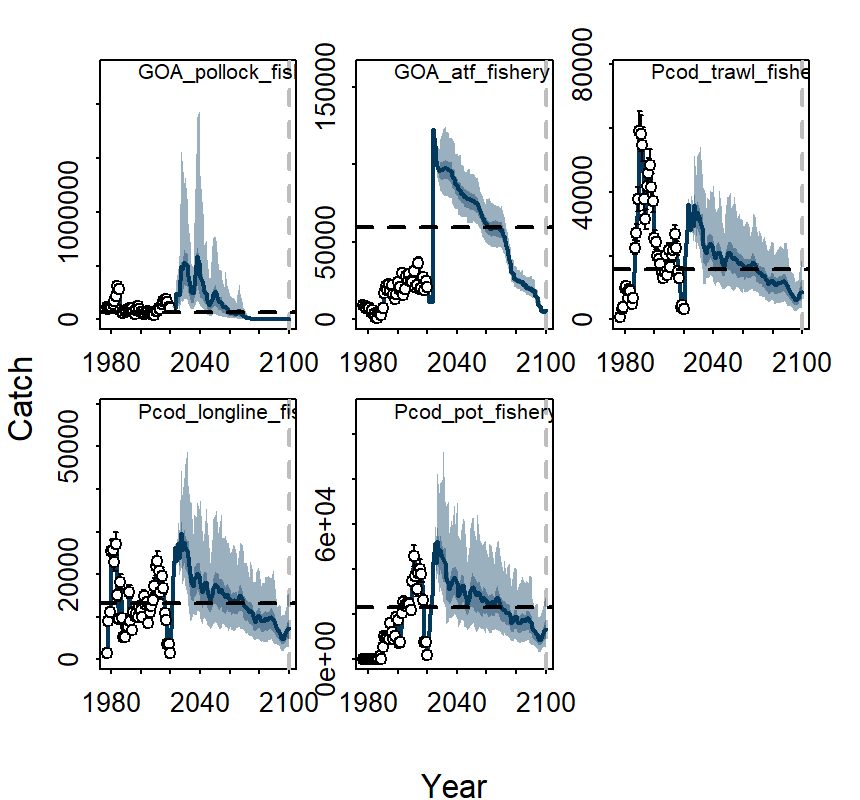 GOA_pollock_fish
GOA_atf_fishery
Pcod_trawl_fishe
0
1000000
0
50000
150000
0
40000
80000
1980
2040
2100
1980
2040
2100
1980
2040
2100
Catch
Pcod_longline_fis
Pcod_pot_fishery
0
20000
50000
0e+00
6e+04
1980
2040
2100
1980
2040
2100
Year